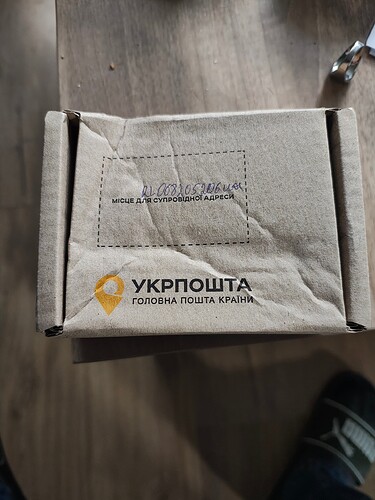 МІСЦЕ ДЛЯ СУПРОВІДНОЇ АДРЕСИ
УКРПОШТА
ГОЛОВНА ПОШТА КРАЇНИ